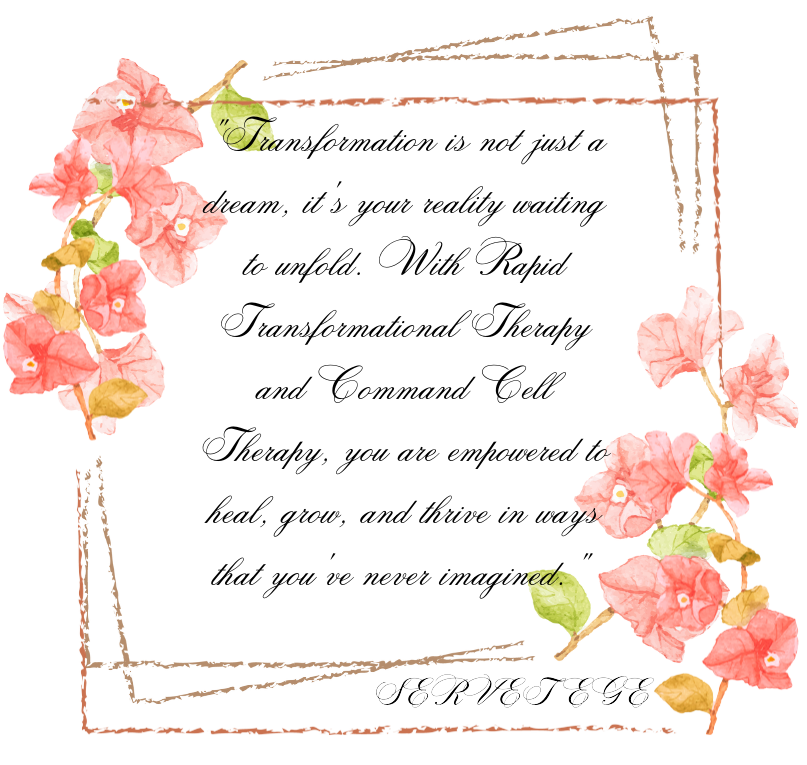 "Transformation is not just a
dream, it's your reality waiting
to unfold. With Rapid
Transformational Therapy
and Command Cell
Therapy, you are empowered to
heal, grow, and thrive in ways
that you've never imagined."
SERVET EGE